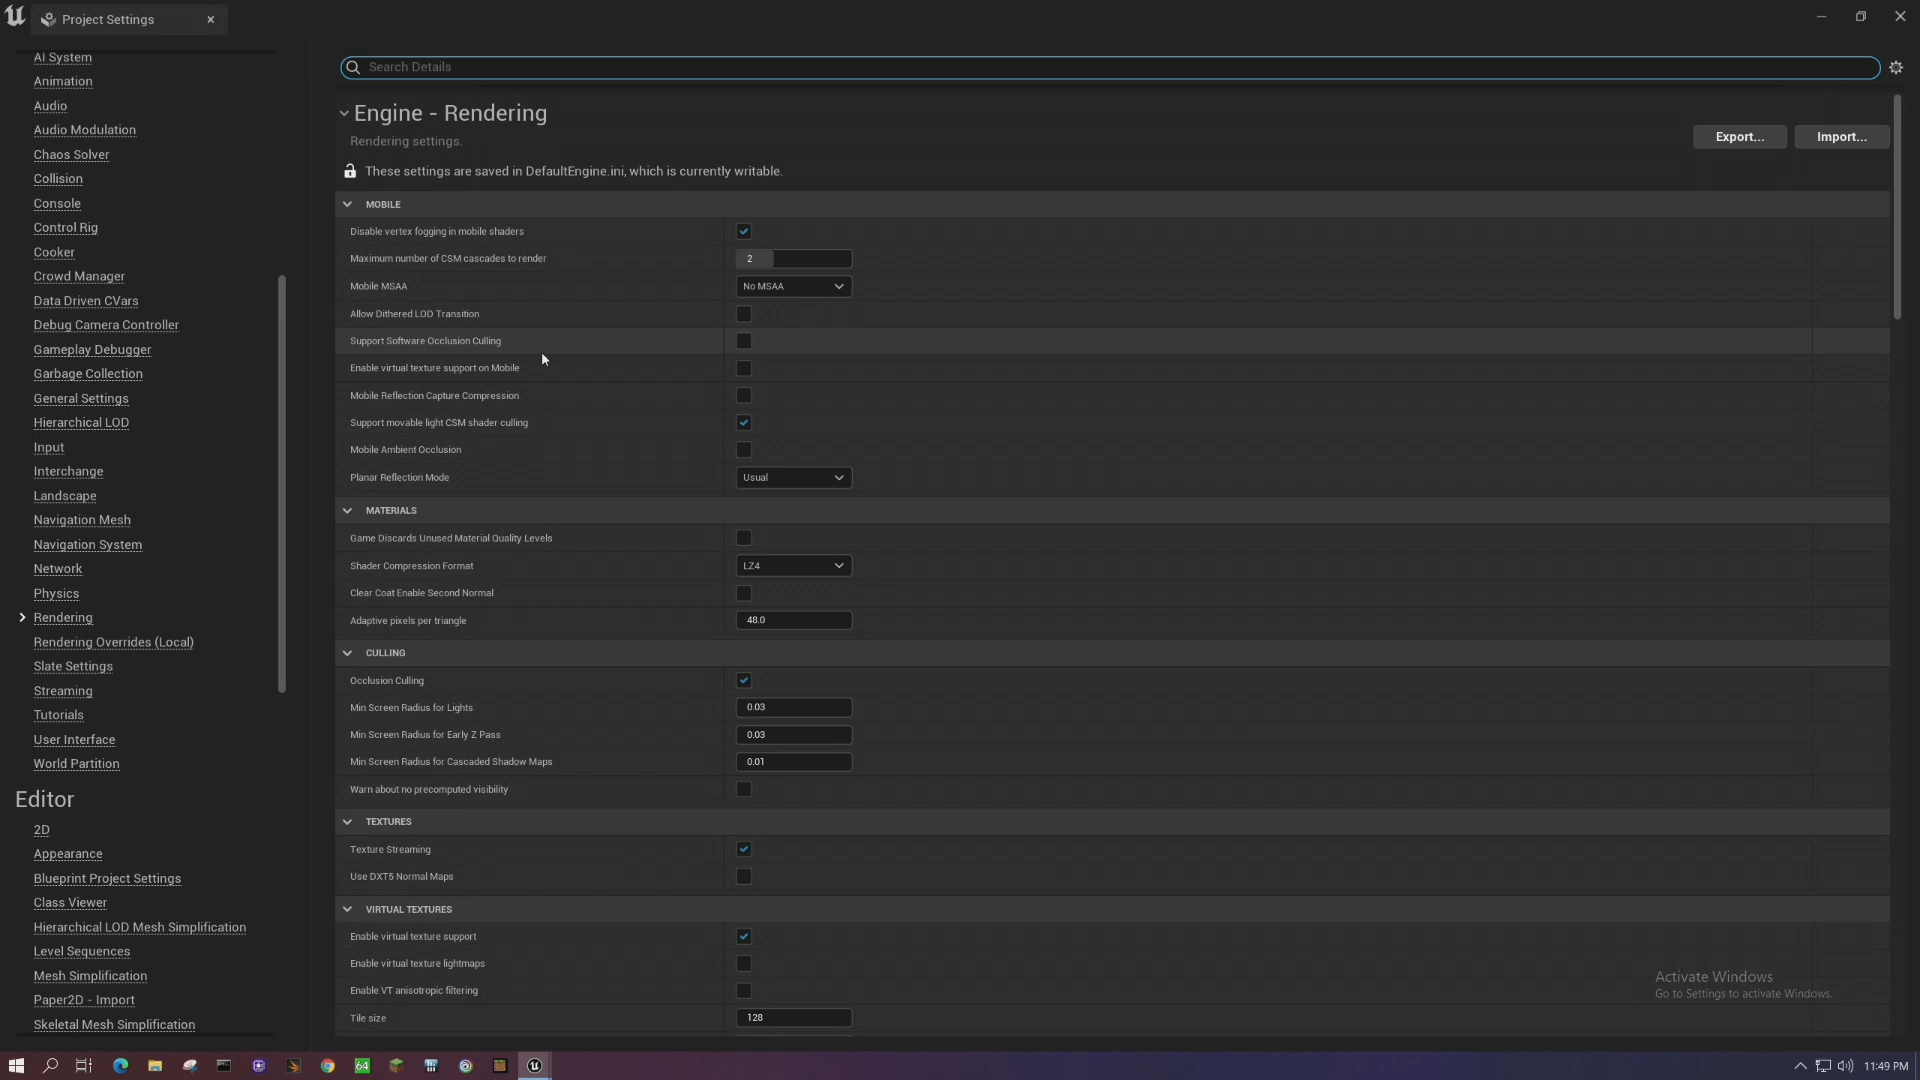 Project Settings
AI System
Animation
Audio
Audio Modulation
Chaos Solver
Collision
Console
Control Rig
Cooker
Crowd Manager
Data Driven CVars
Debug Camera Controller
Gameplay Debugger
Garbage Collection
General Settings
Hierarchical LOD
Input
Interchange
Landscape
Navigation Mesh
Navigation System
Network
Physics
Rendering
Rendering Overrides (Local)
Slate Settings
Streaming
Tutorials
User Interface
World Partition
Editor
2D
Appearance
Blueprint Project Settings
Class Viewer
Hierarchical LOD Mesh Simplification
Level Sequences
Mesh Simplification
Paper2D - Import
Skeletal Mesh Simplification
Search Details
Engine - Rendering
Rendering settings.
Export... Import...
These settings are saved in DefaultEngine.ini, which is currently writable.
MOBILE
Disable vertex fogging in mobile shaders
Maximum number of CSM cascades to render 2
Mobile MSAA No MSAA
Allow Dithered LOD Transition
Support Software Occlusion Culling
Enable virtual texture support on Mobile
Mobile Reflection Capture Compression
Support movable light CSM shader culling
Mobile Ambient Occlusion
Planar Reflection Mode Usual
MATERIALS
Game Discards Unused Material Quality Levels
Shader Compression Format LZ4
Clear Coat Enable Second Normal
Adaptive pixels per triangle 48.0
CULLING
Occlusion Culling
Min Screen Radius for Lights 0.03
Min Screen Radius for Early Z Pass 0.03
Min Screen Radius for Cascaded Shadow Maps 0.01
Warn about no precomputed visibility
TEXTURES
Texture Streaming
Use DXT5 Normal Maps
VIRTUAL TEXTURES
Enable virtual texture support
Enable virtual texture lightmaps
Enable VT anisotropic filtering
Tile size 128
Activate Windows
Go to Settings to activate Windows.
64
11:49 PM